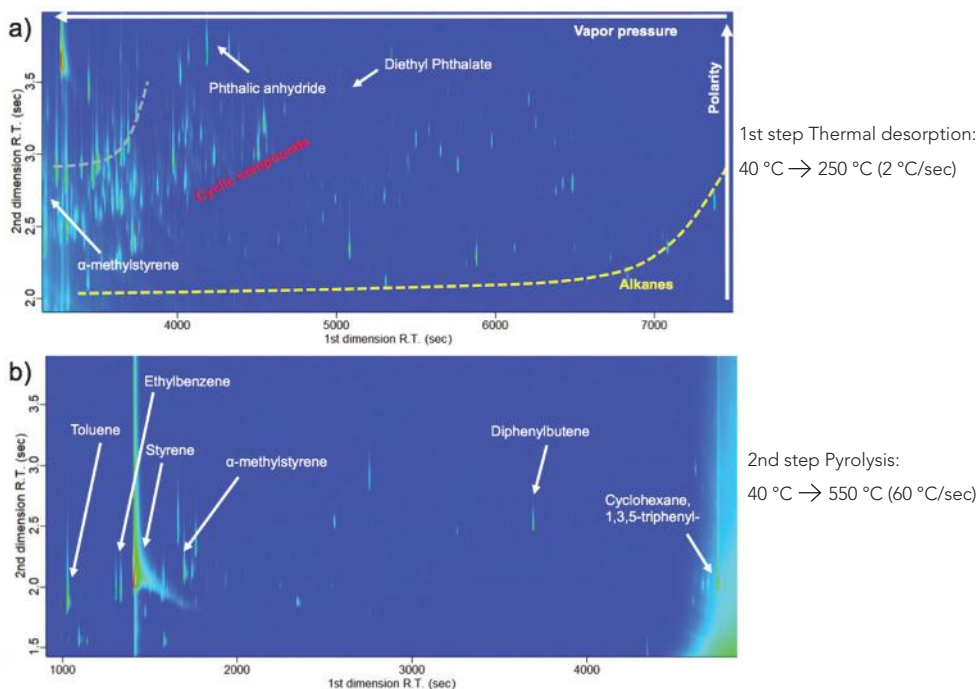 a)
Vapor pressure
Diethyl Phthalate
Phthalic anhydride
Polarity
Cyclic compounds
α-methylstyrene
Alkanes
2nd dimension R.T. (sec)
3.5
3.0
2.5
2.0
4000
5000
6000
7000
1st dimension R.T. (sec)
1st step Thermal desorption:
40 °C → 250 °C (2 °C/sec)
b)
Ethylbenzene
Toluene
Styrene
α-methylstyrene
Diphenylbutene
Cyclohexane,
1,3,5-triphenyl-
2nd dimension R.T. (sec)
3.5
3.0
2.5
2.0
1.5
1000
2000
3000
4000
1st dimension R.T. (sec)
2nd step Pyrolysis:
40 °C → 550 °C (60 °C/sec)